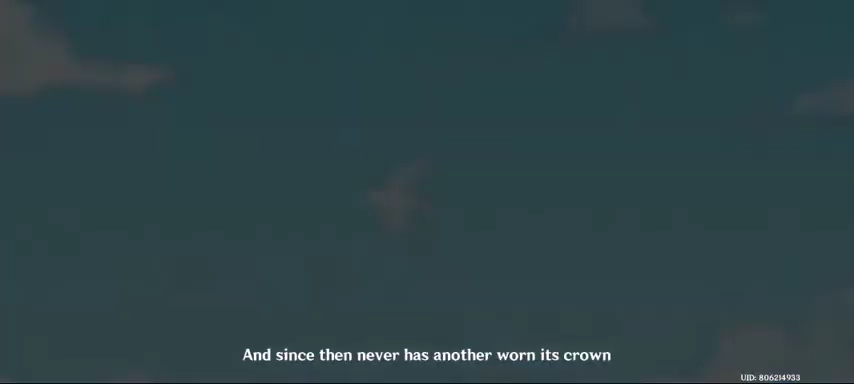 And since then never has another worn its crown
UID: 806214933